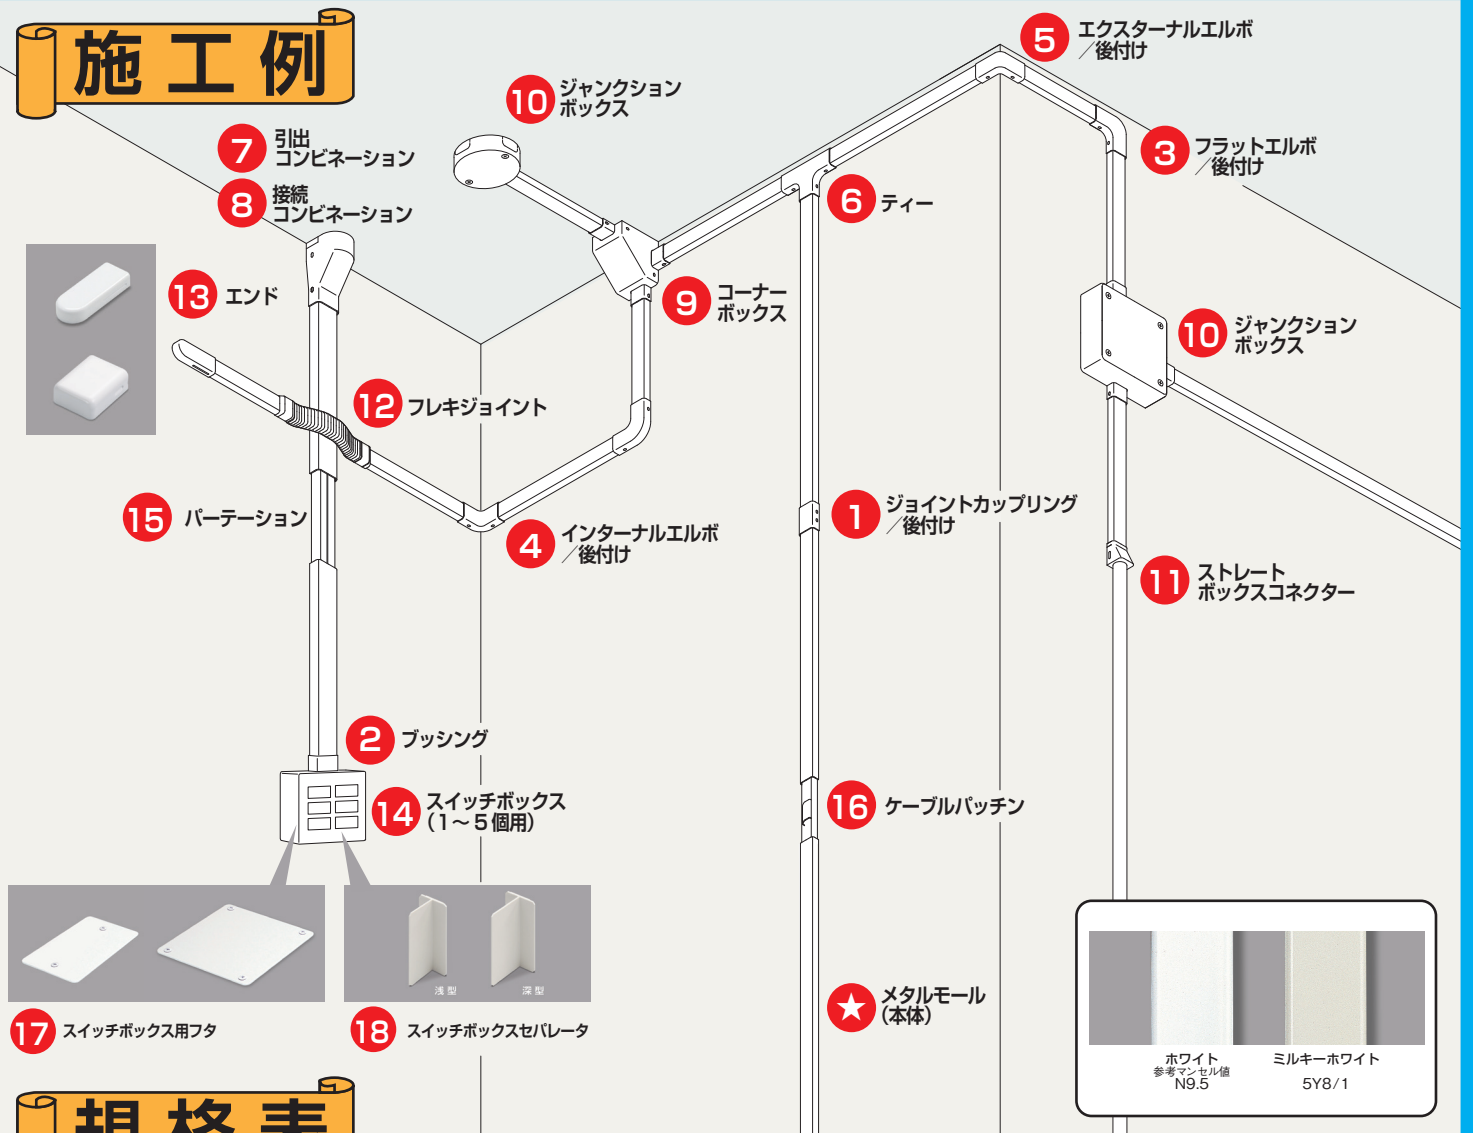 施工例
10
ジャンクション
ボックス
5
エクスターナルエルボ
／後付け
7
引出
コンビネーション
3
フラットエルボ
／後付け
8
接続
コンビネーション
6
ティー
13
エンド
9
コーナー
ボックス
10
ジャンクション
ボックス
12
フレキジョイント
15
パーテーション
4
インターナルエルボ
／後付け
1
ジョイントカップリング
／後付け
11
ストレート
ボックスコネクター
2
ブッシング
14
スイッチボックス
（1～5個用）
16
ケーブルパッチン
浅型
深型
17
スイッチボックス用フタ
18
スイッチボックスセパレータ
★
メタルモール
（本体）
ホワイト
参考マンセル値
N9.5
ミルキーホワイト
5Y8/1
規格表